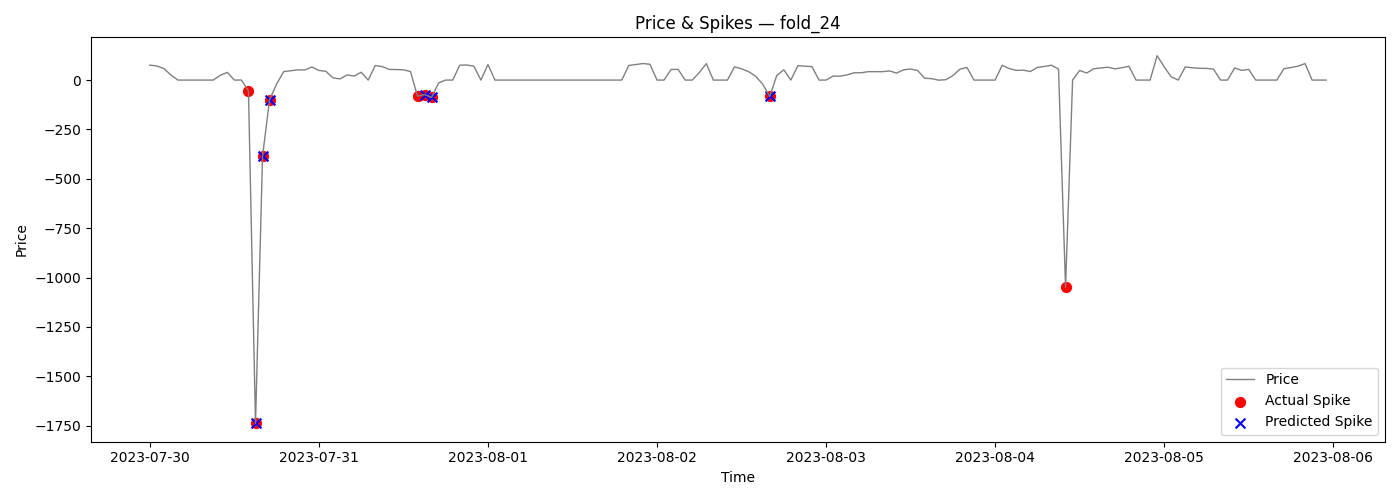 Price & Spikes — fold_24
Price
0
−250
−500
−750
−1000
−1250
−1500
−1750
Price
Actual Spike
Predicted Spike
2023-07-30 2023-07-31 2023-08-01 2023-08-02 2023-08-03 2023-08-04 2023-08-05 2023-08-06
Time